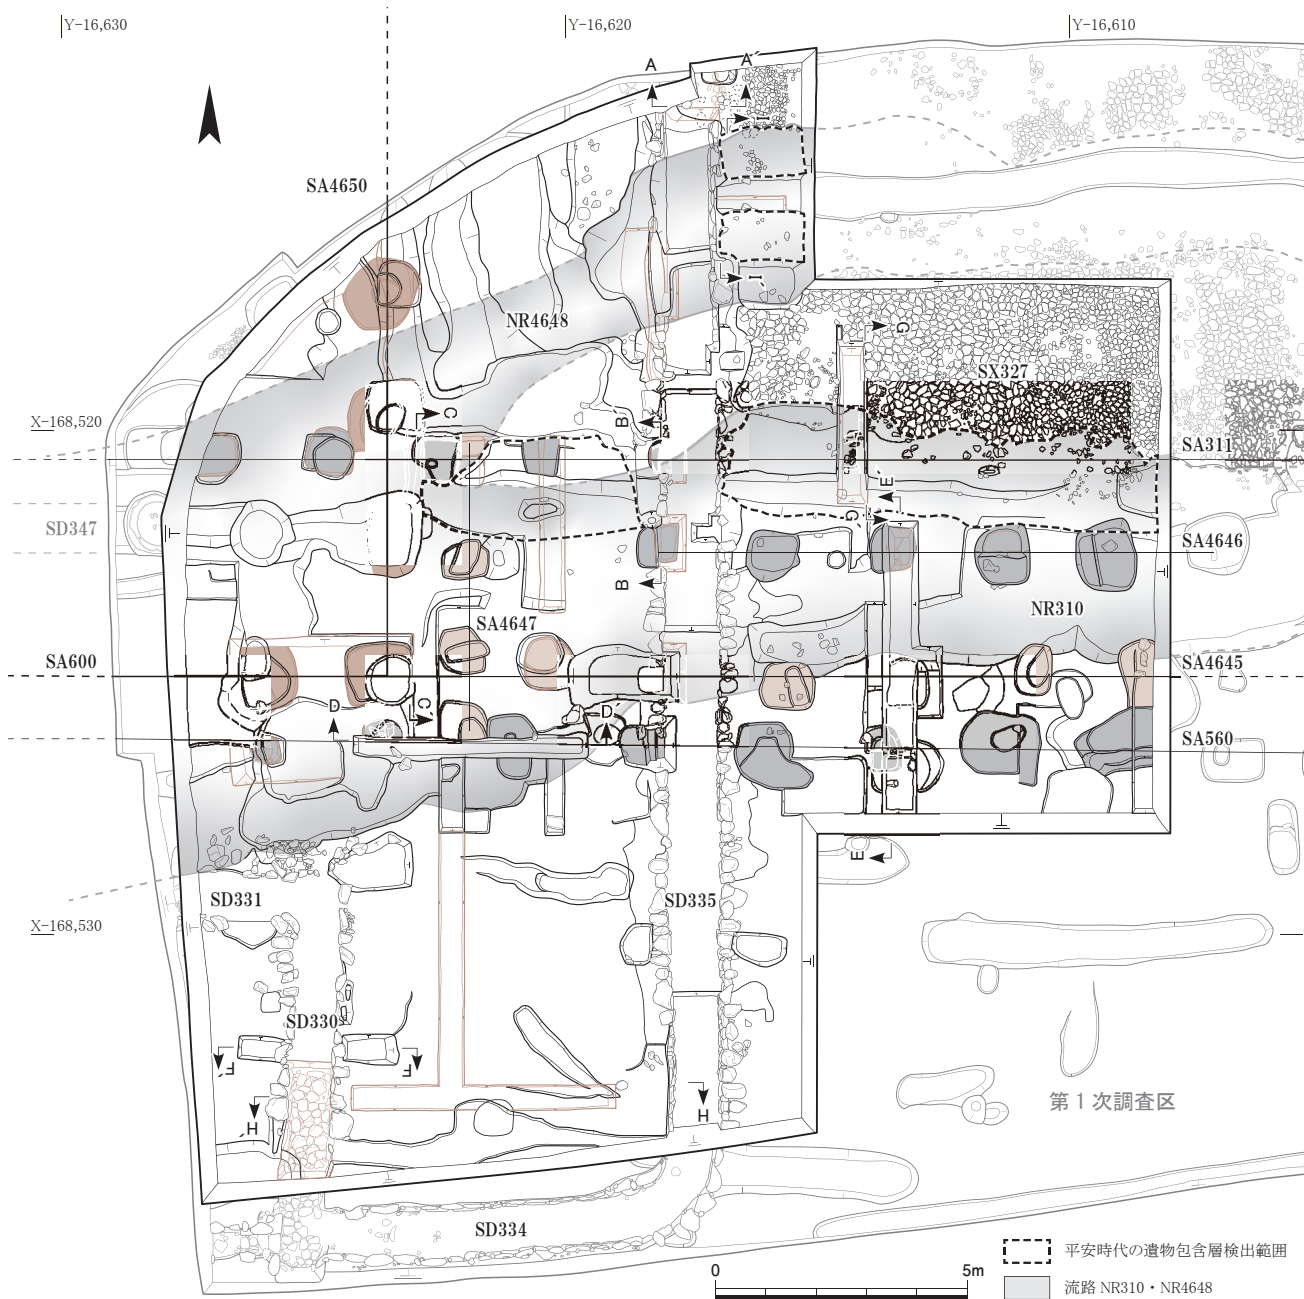 Y-16,630
Y-16,620
Y-16,610
A
A'
I
SA4650
I'
NR4648
G'
SX327
X-168,520
C
B'
SA311
E'
SD347
G
SA4646
B
SA4647
NR310
SA600
SA4645
C'
D
D'
SA560
E
SD331
SD335
X-168,530
SD330
F'
F
第1次調査区
H'
H
SD334
平安時代の遺物包含層検出範囲
0
5m
流路 NR310・NR4648